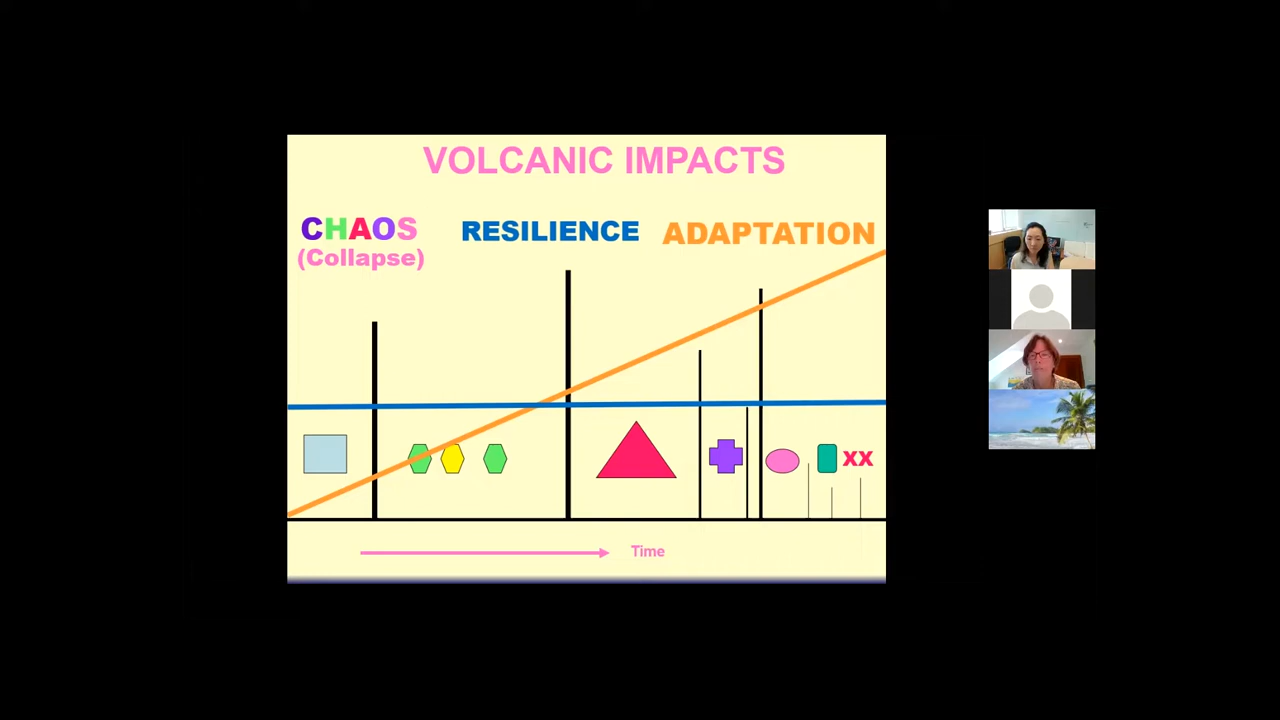 VOLCANIC IMPACTS
CHAOS
(Collapse)
RESILIENCE
ADAPTATION
xx
Time